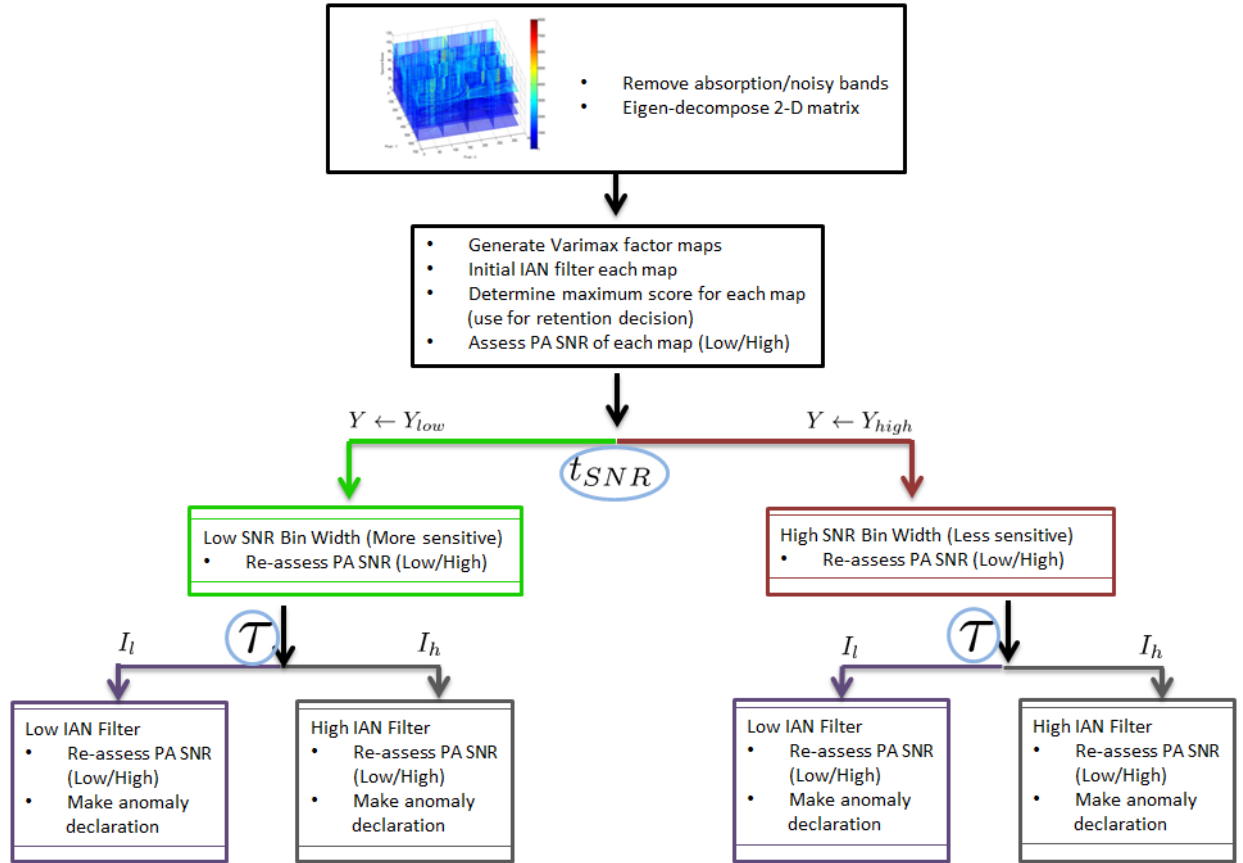 • Remove absorption/noisy bands
• Eigen-decompose 2-D matrix
• Generate Varimax factor maps
• Initial IAN filter each map
• Determine maximum score for each map
(use for retention decision)
• Assess PA SNR of each map (Low/High)
Y ← Y_low
Y ← Y_high
t_SNR
Low SNR Bin Width (More sensitive)
• Re-assess PA SNR (Low/High)
High SNR Bin Width (Less sensitive)
• Re-assess PA SNR (Low/High)
I_l
τ
I_h
I_l
τ
I_h
Low IAN Filter
• Re-assess PA SNR
(Low/High)
• Make anomaly
declaration
High IAN Filter
• Re-assess PA SNR
(Low/High)
• Make anomaly
declaration
Low IAN Filter
• Re-assess PA SNR
(Low/High)
• Make anomaly
declaration
High IAN Filter
• Re-assess PA SNR
(Low/High)
• Make anomaly
declaration